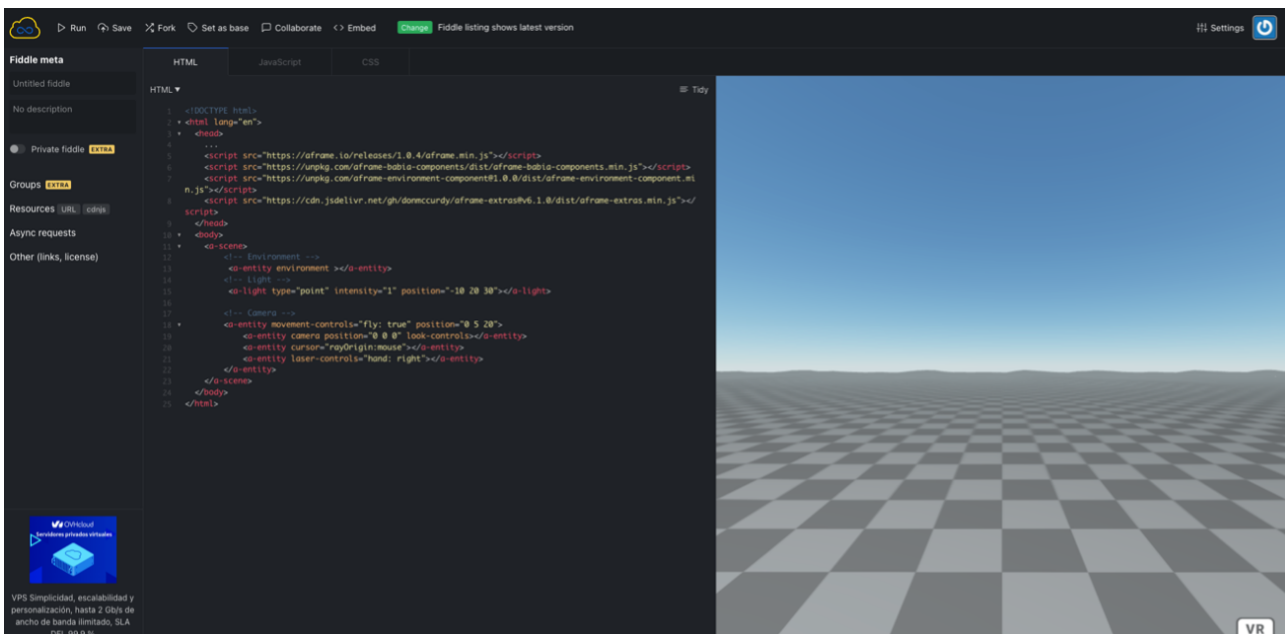 Run Save Fork Set as base Collaborate <> Embed Change Fiddle listing shows latest version Settings
Fiddle meta
Untitled fiddle
No description
Private fiddle EXTRA
Groups EXTRA
Resources URL cdnjs
Async requests
Other (links, license)
OVHcloud
Servidores privados virtuales
VPS Simplicidad, escalabilidad y
personalización, hasta 2 Gb/s de
ancho de banda ilimitado, SLA
DEL 99,9 %
HTML JavaScript CSS
HTML ▼ Tidy
1 <!DOCTYPE html>
2 <html lang="en">
3 <head>
4 ...
5 <script src="https://aframe.io/releases/1.0.4/aframe.min.js"></script>
6 <script src="https://unpkg.com/aframe-babia-components/dist/aframe-babia-components.min.js"></script>
7 <script src="https://unpkg.com/aframe-environment-component@1.0.0/dist/aframe-environment-component.mi
n.js"></script>
8 <script src="https://cdn.jsdelivr.net/gh/donmccurdy/aframe-extras@v6.1.0/dist/aframe-extras.min.js"></
script>
9 </head>
10 <body>
11 <a-scene>
12 <!-- Environment -->
13 <a-entity environment ></a-entity>
14 <!-- Light -->
15 <a-light type="point" intensity="1" position="-10 20 30"></a-light>
16
17 <!-- Camera -->
18 <a-entity movement-controls="fly: true" position="0 5 20">
19 <a-entity camera position="0 0 0" look-controls></a-entity>
20 <a-entity cursor="rayOrigin:mouse"></a-entity>
21 <a-entity laser-controls="hand: right"></a-entity>
22 </a-entity>
23 </a-scene>
24 </body>
25 </html>
VR